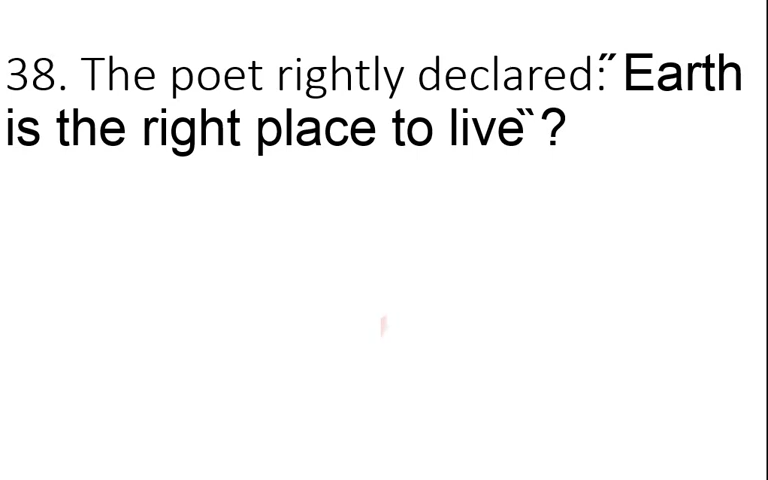 38. The poet rightly declared:˝Earth
is the right place to live˜̏ ?